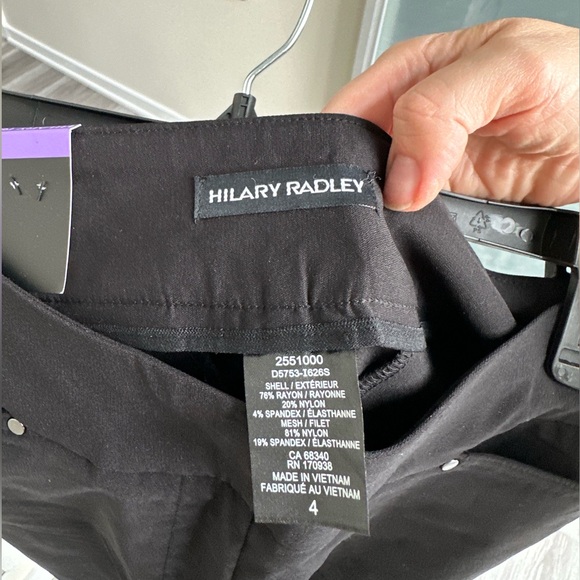 HILARY RADLEY
2551000
D5753-I626S
SHELL / EXTÉRIEUR
76% RAYON / RAYONNE
20% NYLON
4% SPANDEX / ÉLASTHANNE
MESH / FILET
81% NYLON
19% SPANDEX / ÉLASTHANNE
CA 68340
RN 170938
MADE IN VIETNAM
FABRIQUÉ AU VIETNAM
4